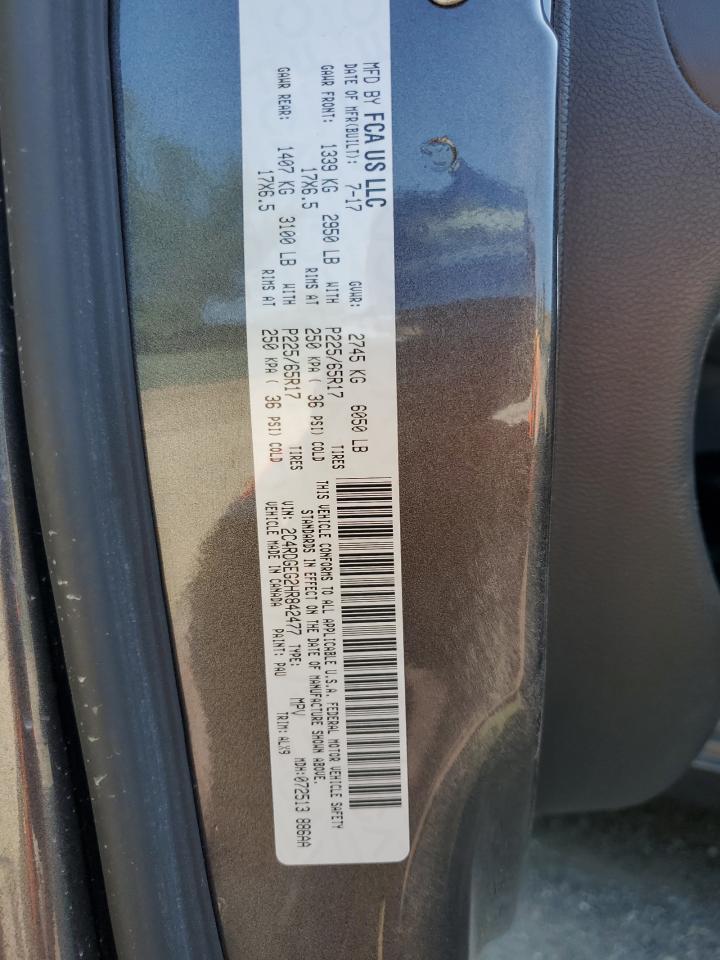 MFD BY FCA US LLC
DATE OF MFR(BUILT): 7-17 GVWR: 2745 KG 6050 LB
GAWR FRONT: 1339 KG 2950 LB WITH P225/65R17 TIRES
17X6.5 RIMS AT 250 KPA ( 36 PSI) COLD
GAWR REAR: 1407 KG 3100 LB WITH P225/65R17 TIRES
17X6.5 RIMS AT 250 KPA ( 36 PSI) COLD
THIS VEHICLE CONFORMS TO ALL APPLICABLE U.S.A. FEDERAL MOTOR VEHICLE SAFETY
STANDARDS IN EFFECT ON THE DATE OF MANUFACTURE SHOWN ABOVE.
VIN: 2C4RDGEG2HR842477 TYPE: MPV MDH:072513 886AA
VEHICLE MADE IN CANADA PAINT: PAU TRIM:ALX9